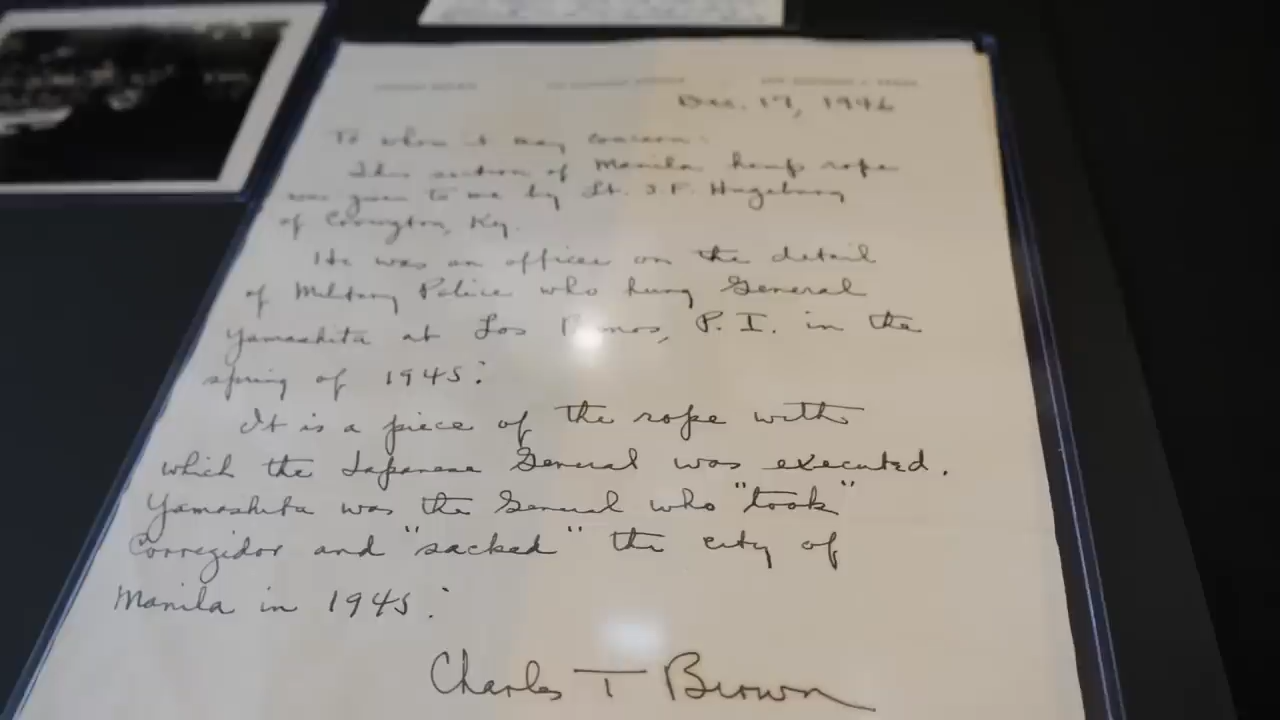 Dec. 17, 1946
To whom it may concern:
This section of Manila hemp rope
was given to me by Lt. J. F.
of Covington, Ky.
He was an officer on the detail
of Military Police who hung General
Yamashita at Los P. I. in the
spring of 1945.
It is a piece of the rope with
which the Japanese General was executed.
Yamashita was the General who "took"
Corregidor and "sacked" the city of
Manila in 1945.
Charles T Brown